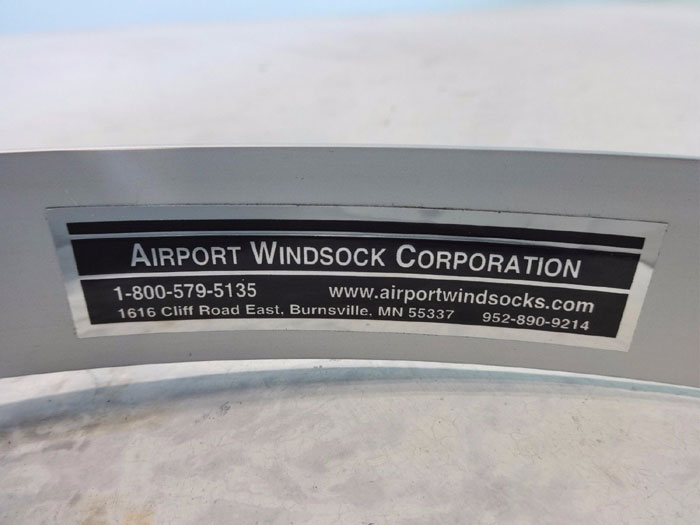 AIRPORT WINDSOCK CORPORATION
1-800-579-5135 www.airportwindsocks.com
1616 Cliff Road East, Burnsville, MN 55337 952-890-9214